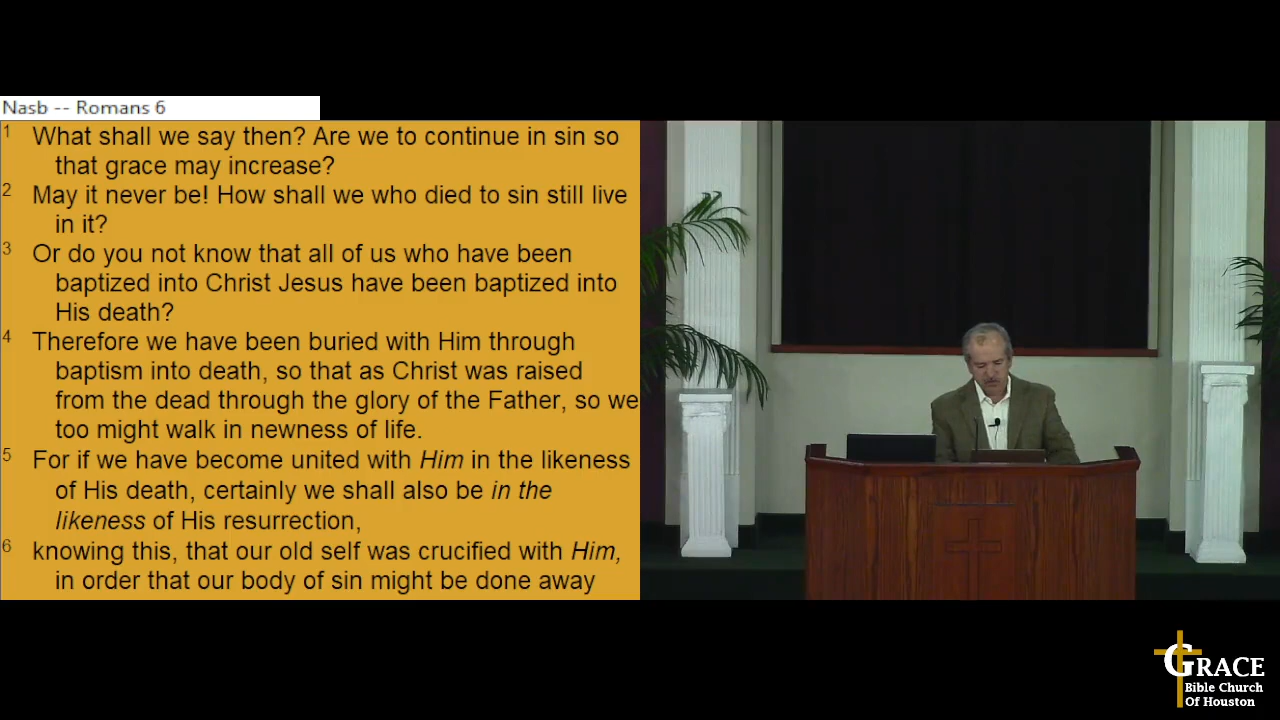 Nasb -- Romans 6
1 What shall we say then? Are we to continue in sin so
that grace may increase?
2 May it never be! How shall we who died to sin still live
in it?
3 Or do you not know that all of us who have been
baptized into Christ Jesus have been baptized into
His death?
4 Therefore we have been buried with Him through
baptism into death, so that as Christ was raised
from the dead through the glory of the Father, so we
too might walk in newness of life.
5 For if we have become united with Him in the likeness
of His death, certainly we shall also be in the
likeness of His resurrection,
6 knowing this, that our old self was crucified with Him,
in order that our body of sin might be done away
GRACE
Bible Church
Of Houston